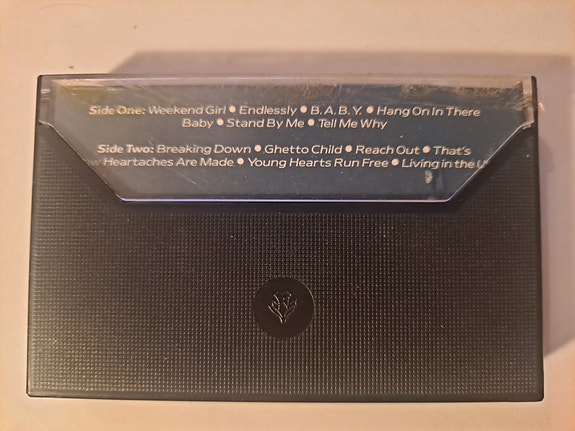 Side One: Weekend Girl • Endlessly • B.A.B.Y. • Hang On In There
Baby • Stand By Me • Tell Me Why
Side Two: Breaking Down • Ghetto Child • Reach Out • That's
Heartaches Are Made • Young Hearts Run Free • Living in the